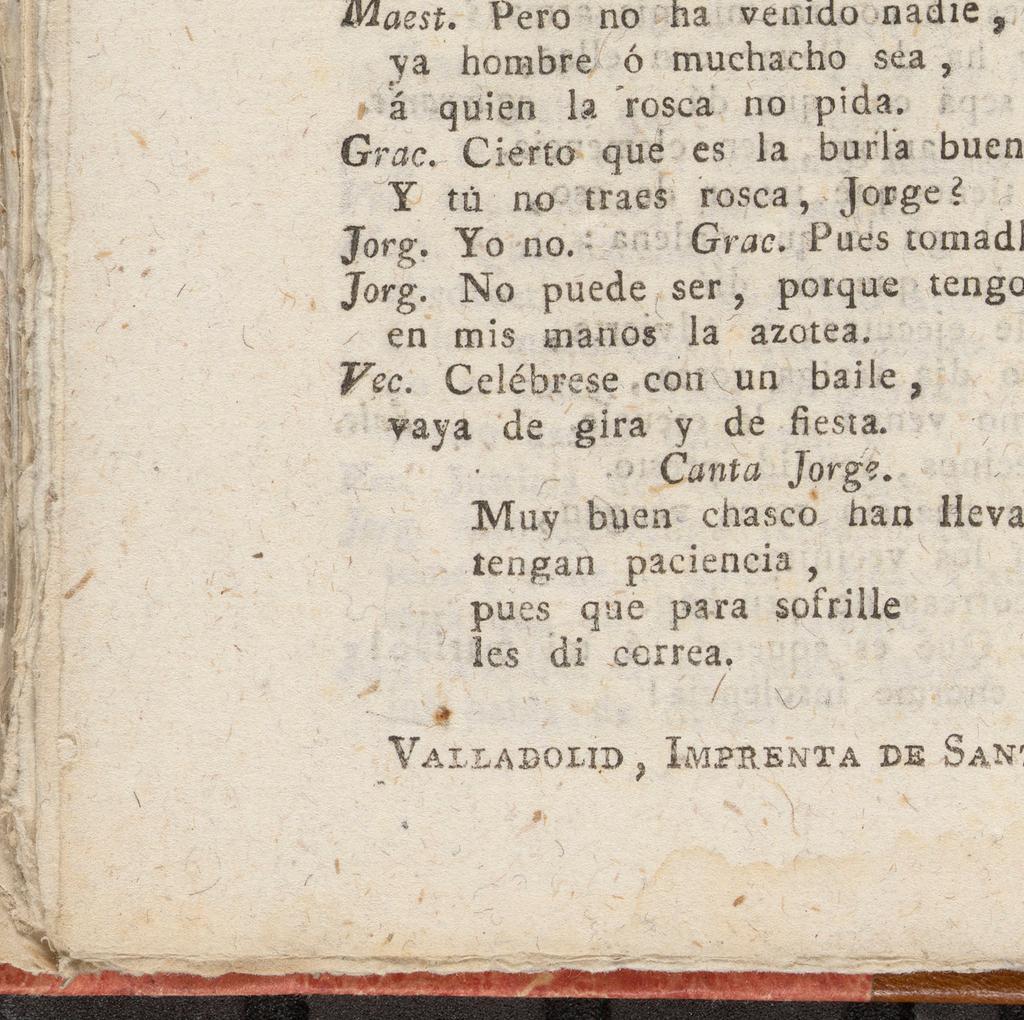 Maest. Pero no ha venido nadie,
ya hombre ó muchacho sea,
á quien la rosca no pida.
Grac. Cierto que es la burla buen
Y tú no traes rosca, Jorge?
Jorg. Yo no. Grac. Pues tomadl
Jorg. No puede ser, porque tengo
en mis manos la azotea.
Vec. Celébrese con un baile,
vaya de gira y de fiesta.
Canta Jorge.
Muy buen chasco han lleva
tengan paciencia,
pues que para sofrille
les di correa.
VALLADOLID, IMPRENTA DE SANT